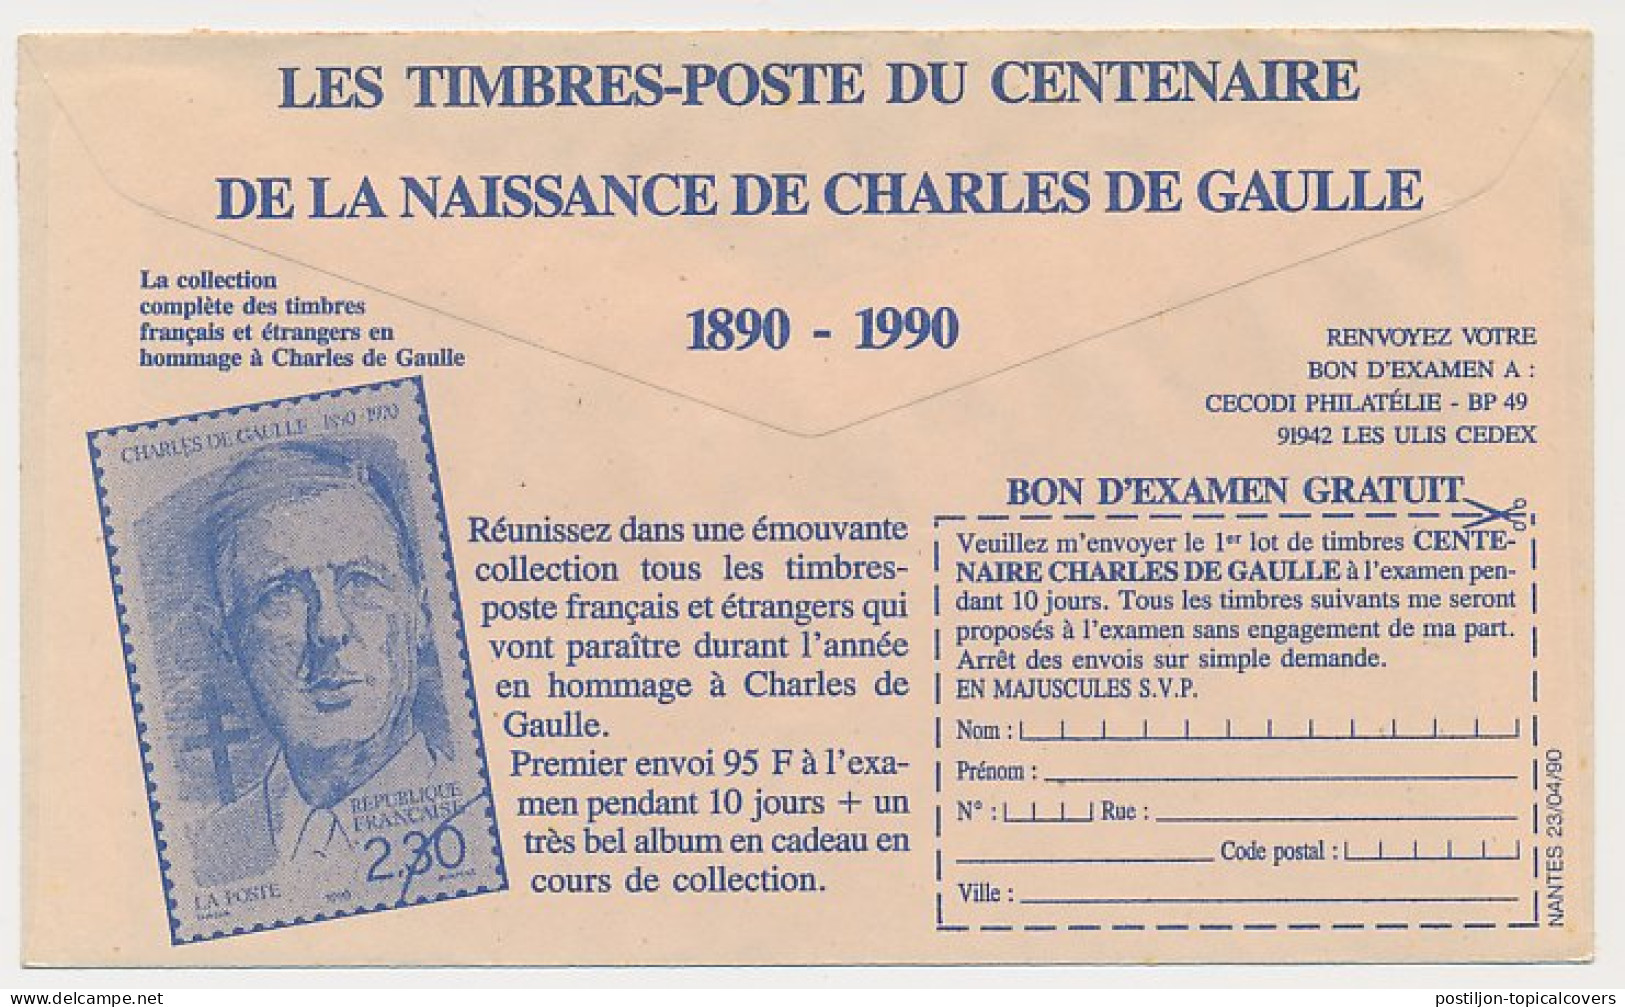 LES TIMBRES-POSTE DU CENTENAIRE
DE LA NAISSANCE DE CHARLES DE GAULLE
1890 - 1990
La collection
complète des timbres
français et étrangers en
hommage à Charles de Gaulle
CHARLES DE GAULLE 1890-1970
RÉPUBLIQUE
FRANÇAISE
2,30
LA POSTE
1990
Réunissez dans une émouvante
collection tous les timbres-
poste français et étrangers qui
vont paraître durant l'année
en hommage à Charles de
Gaulle.
Premier envoi 95 F à l'exa-
men pendant 10 jours + un
très bel album en cadeau en
cours de collection.
RENVOYEZ VOTRE
BON D'EXAMEN A :
CECODI PHILATÉLIE - BP 49
91942 LES ULIS CEDEX
BON D'EXAMEN GRATUIT
Veuillez m'envoyer le 1er lot de timbres CENTE-
NAIRE CHARLES DE GAULLE à l'examen pen-
dant 10 jours. Tous les timbres suivants me seront
proposés à l'examen sans engagement de ma part.
Arrêt des envois sur simple demande.
EN MAJUSCULES S.V.P.
Nom :
Prénom :
N° : Rue :
Code postal :
Ville :
NANTES 23/04/90
postiljon-topicalcovers